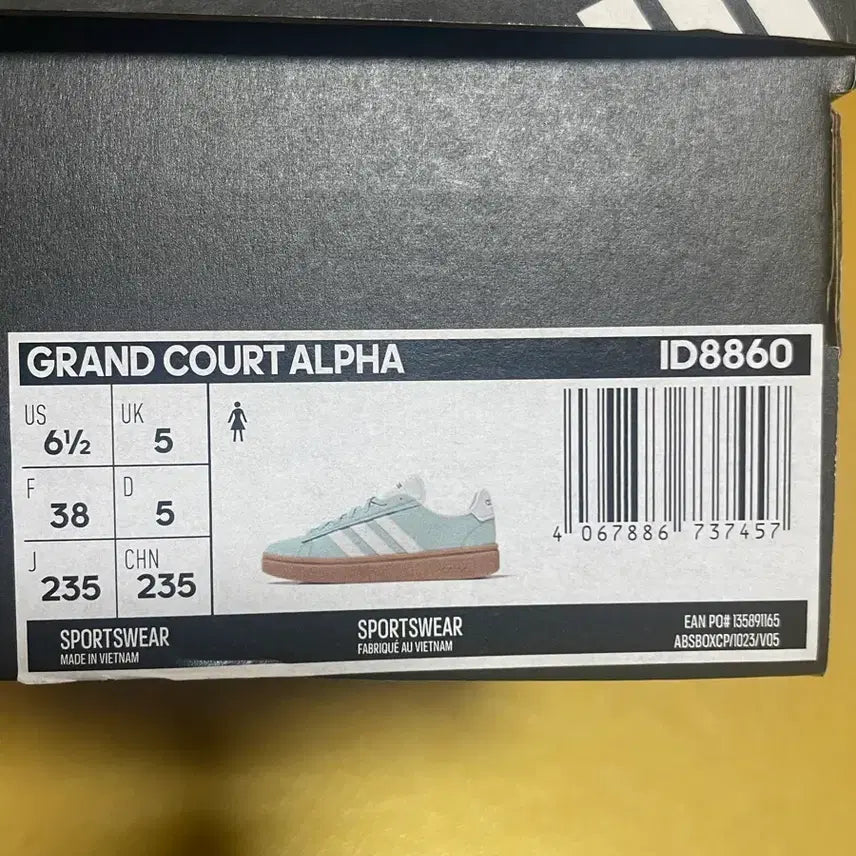 GRAND COURT ALPHA ID8860
US 6½ UK 5
F 38 D 5
J 235 CHN 235
4 067886 737457
SPORTSWEAR
MADE IN VIETNAM
SPORTSWEAR
FABRIQUÉ AU VIETNAM
EAN PO# 135891165
ABSBOXCP/1023/V05